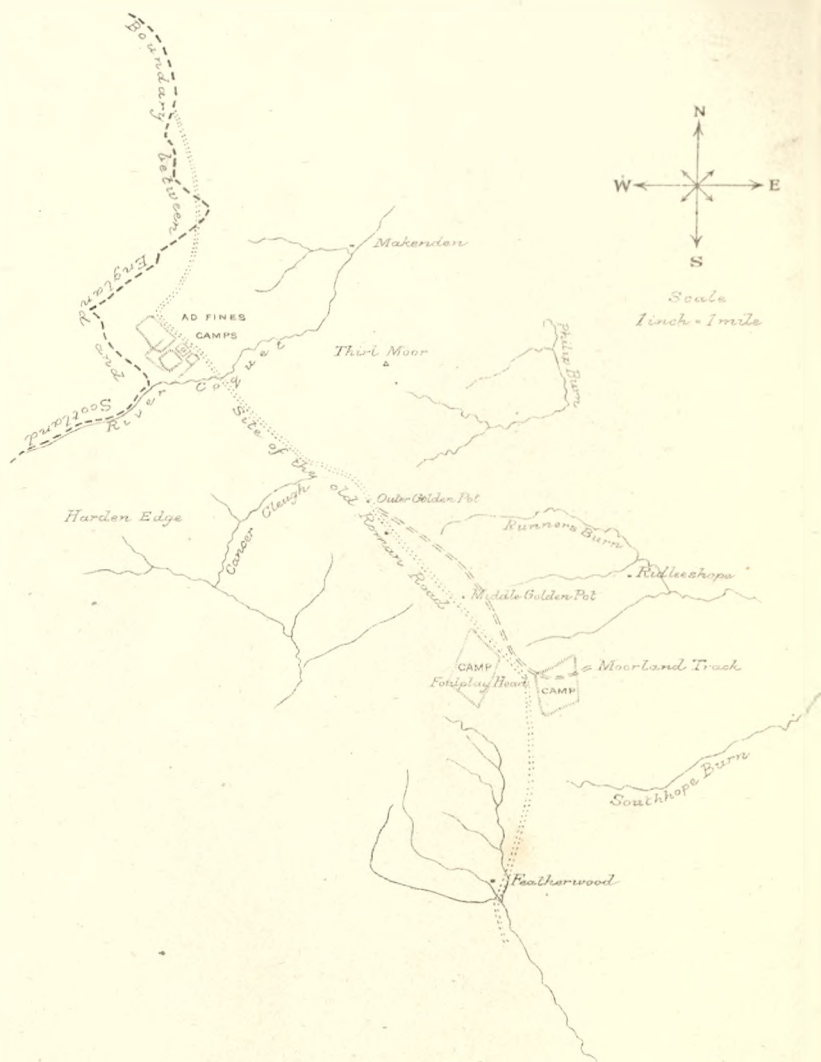 Boundary between
England and
Scotland
N
W
E
S
Scale
1 inch = 1 mile
Makenden
AD FINES
CAMPS
River Coquet
Thirl Moor
Philip Burn
Site of the old Roman Road
Outer Golden Pot
Harden Edge
Cancer Cleugh
Runners Burn
Ridleeshope
Middle Golden Pot
CAMP
Foulplay Head
CAMP
Moorland Track
Southhope Burn
Featherwood